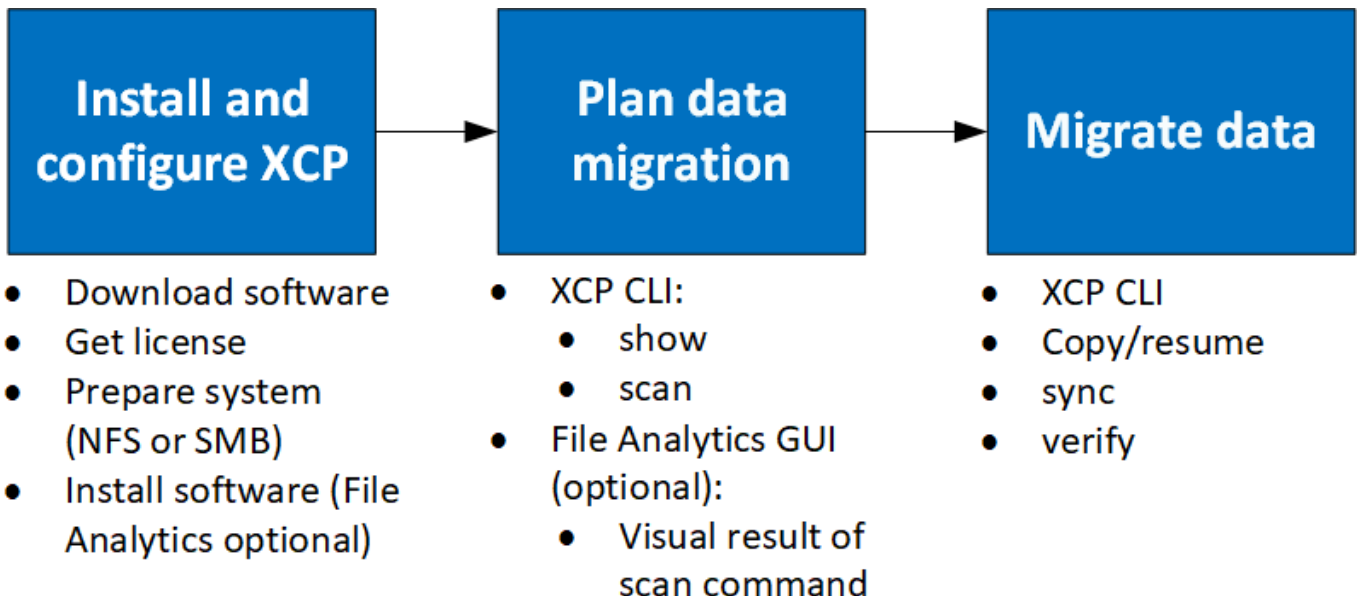 Install and
configure XCP
Plan data
migration
Migrate data
● Download software
● Get license
● Prepare system
(NFS or SMB)
● Install software (File
Analytics optional)
● XCP CLI:
● show
● scan
● File Analytics GUI
(optional):
● Visual result of
scan command
● XCP CLI
● Copy/resume
● sync
● verify